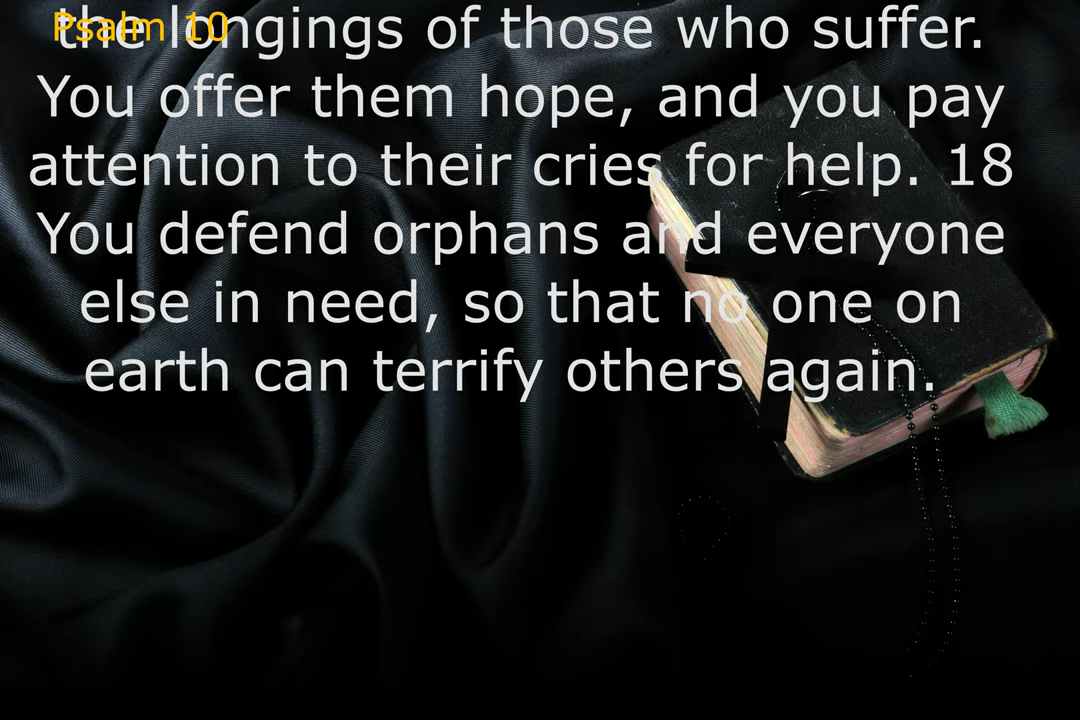 Psalm 10
the longings of those who suffer.
You offer them hope, and you pay
attention to their cries for help. 18
You defend orphans and everyone
else in need, so that no one on
earth can terrify others again.